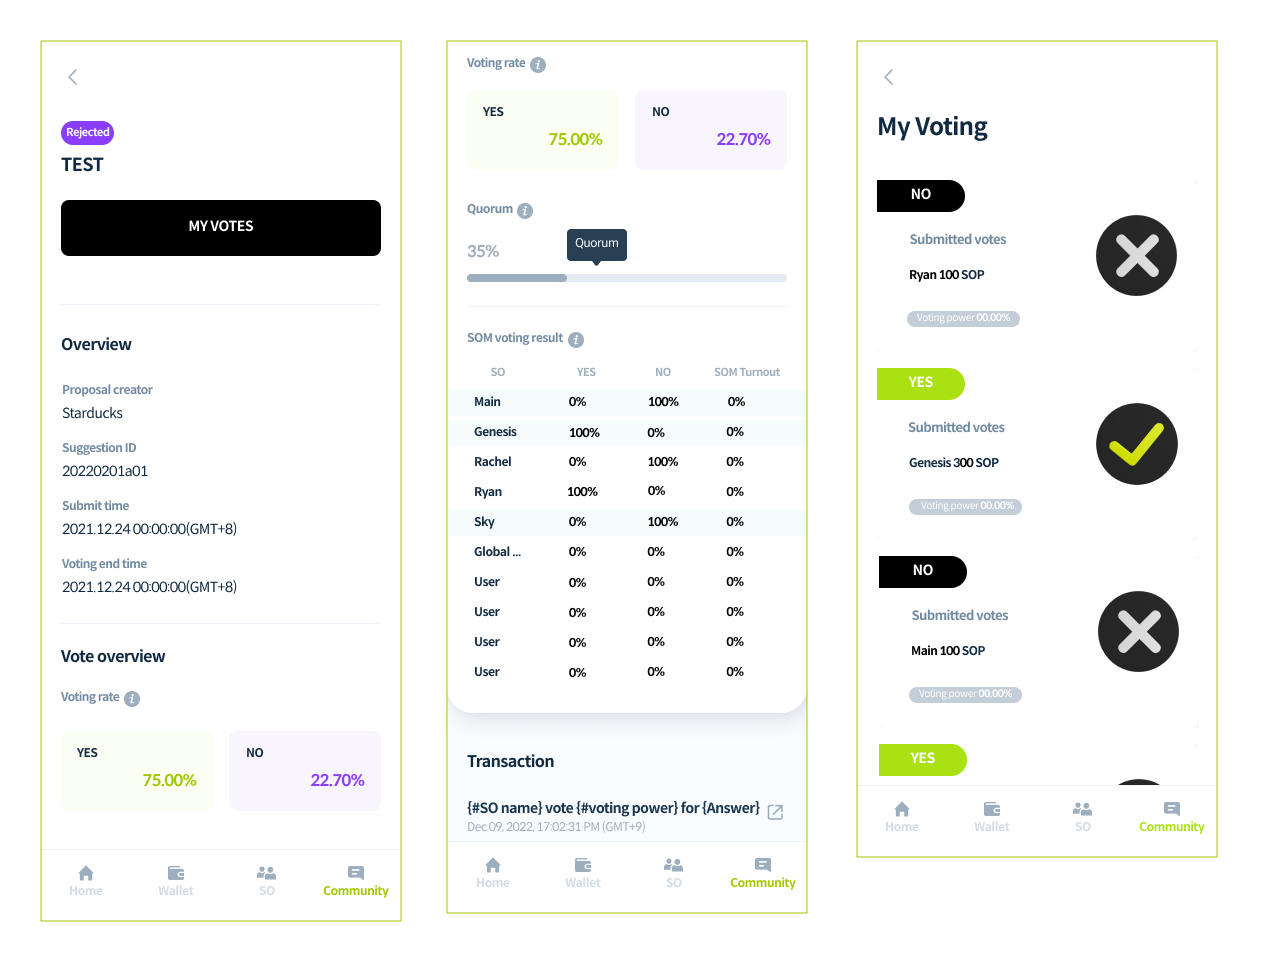 Rejected
TEST
MY VOTES
Overview
Proposal creator
Starducks
Suggestion ID
20220201a01
Submit time
2021.12.24 00:00:00(GMT+8)
Voting end time
2021.12.24 00:00:00(GMT+8)
Vote overview
Voting rate i
YES NO
75.00% 22.70%
Home Wallet SO Community
Voting rate i
YES NO
75.00% 22.70%
Quorum i
35% Quorum
SOM voting result i
SO YES NO SOM Turnout
Main 0% 100% 0%
Genesis 100% 0% 0%
Rachel 0% 100% 0%
Ryan 100% 0% 0%
Sky 0% 100% 0%
Global ... 0% 0% 0%
User 0% 0% 0%
User 0% 0% 0%
User 0% 0% 0%
User 0% 0% 0%
Transaction
{#SO name} vote {#voting power} for {Answer}
Dec 09, 2022, 17:02:31 PM (GMT+9)
Home Wallet SO Community
My Voting
NO
Submitted votes
Ryan 100 SOP
Voting power 00.00%
YES
Submitted votes
Genesis 300 SOP
Voting power 00.00%
NO
Submitted votes
Main 100 SOP
Voting power 00.00%
YES
Home Wallet SO Community